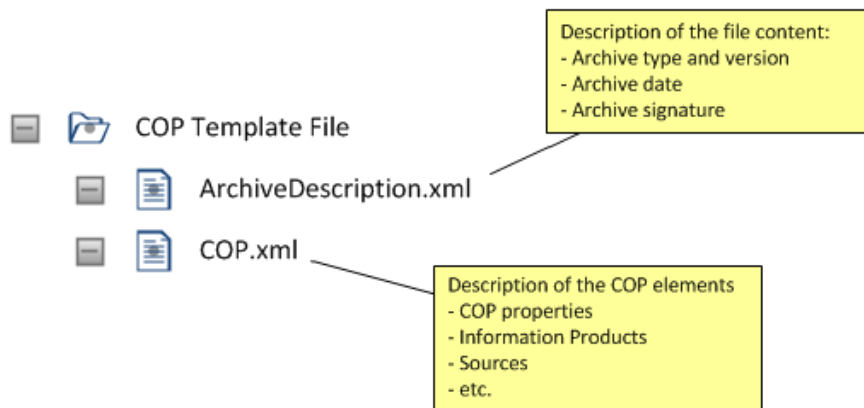 Description of the file content:
- Archive type and version
- Archive date
- Archive signature
COP Template File
ArchiveDescription.xml
COP.xml
Description of the COP elements
- COP properties
- Information Products
- Sources
- etc.